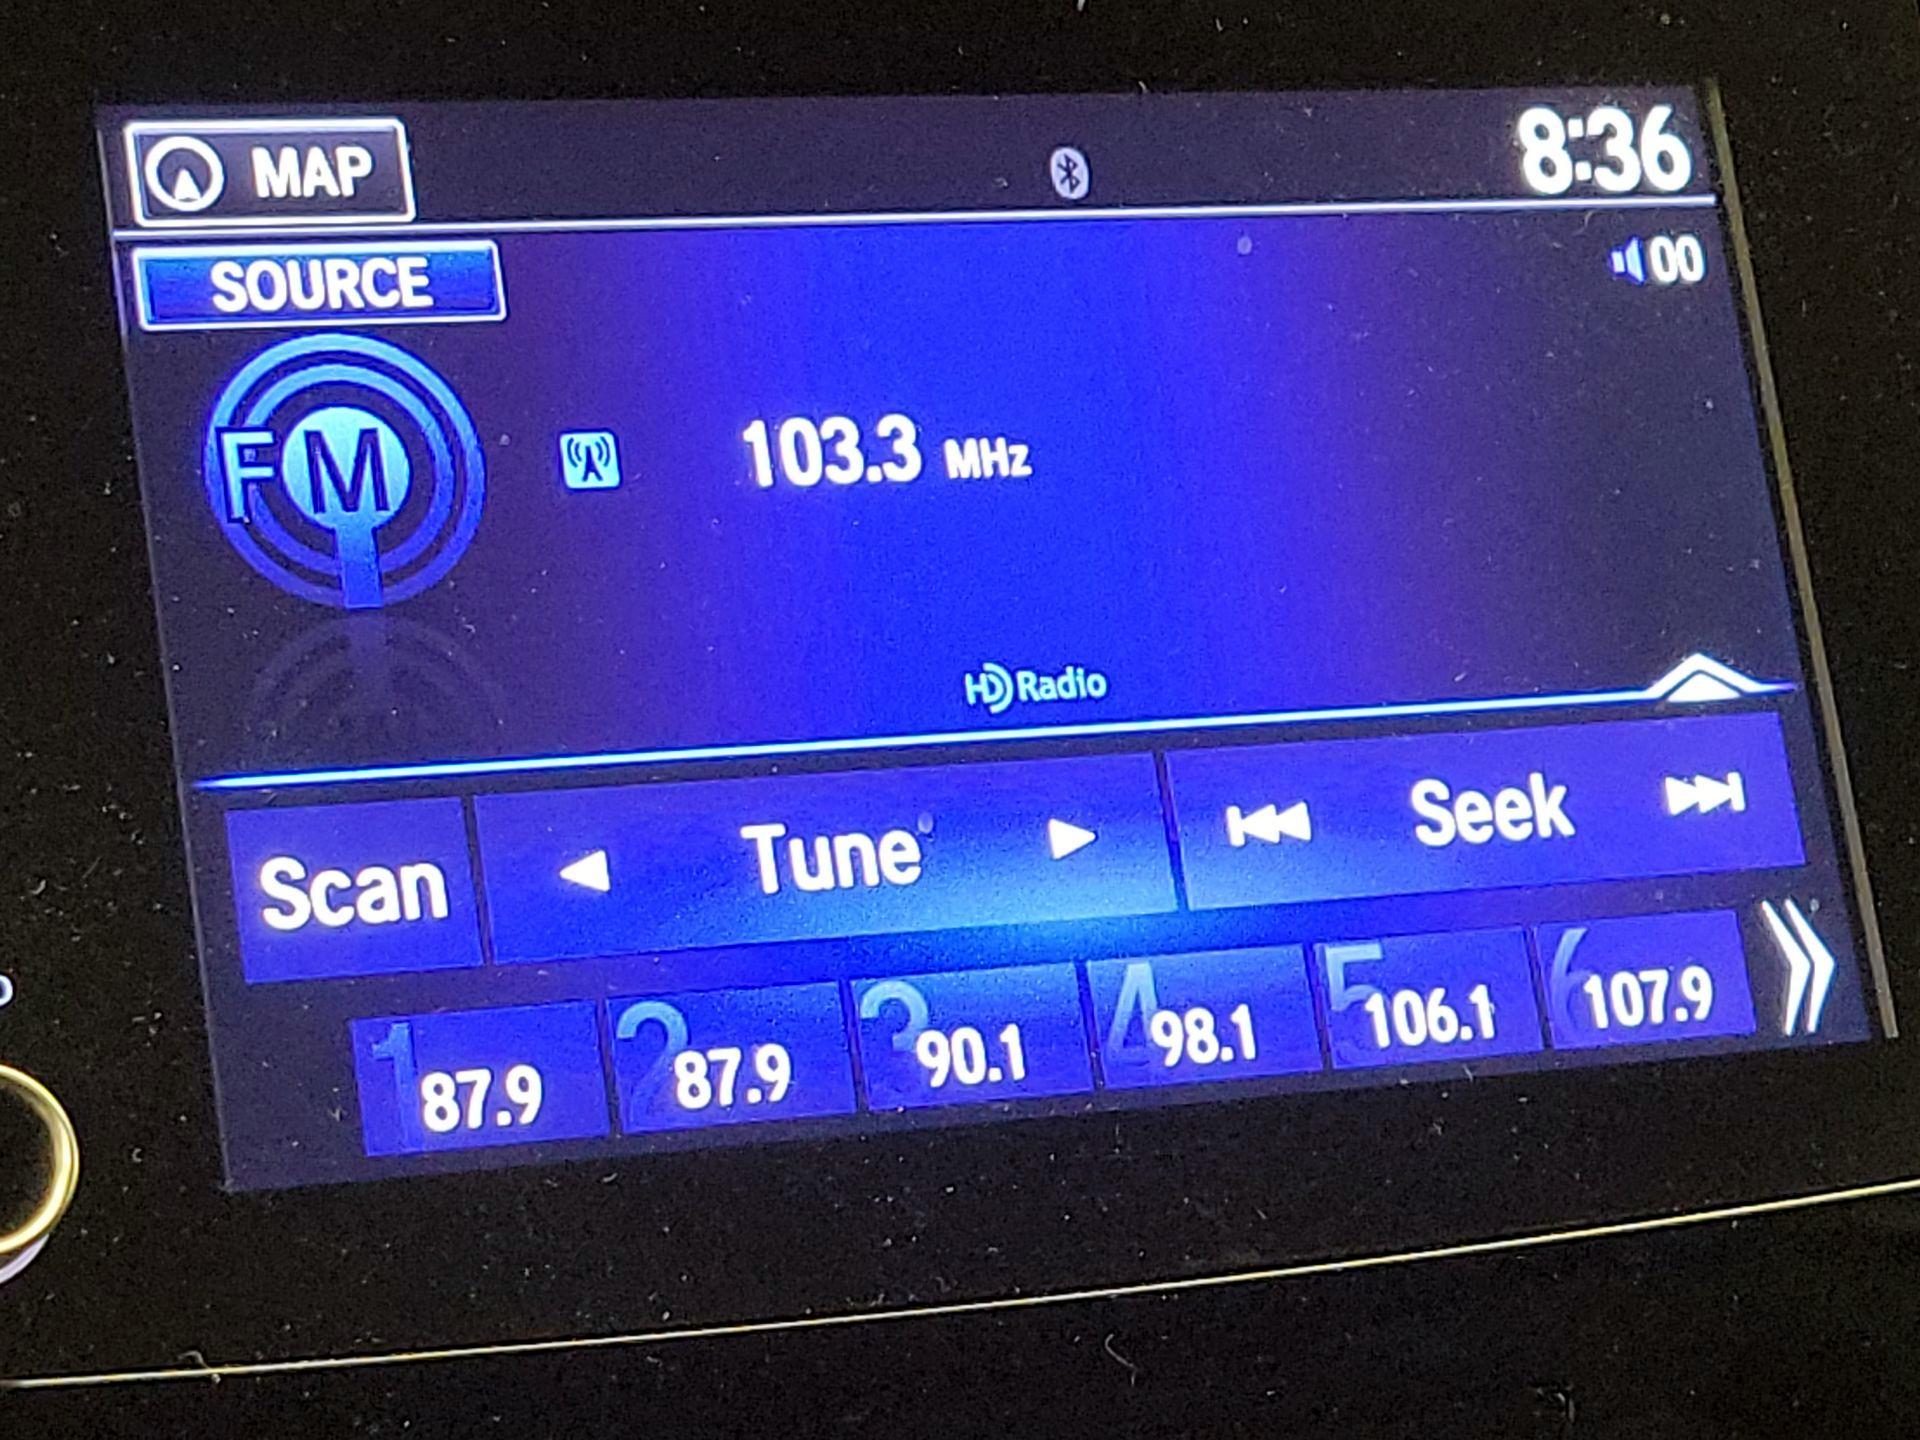 MAP
8:36
SOURCE
00
FM
103.3 MHz
HD Radio
Scan
Tune
Seek
1 87.9
2 87.9
3 90.1
4 98.1
5 106.1
6 107.9